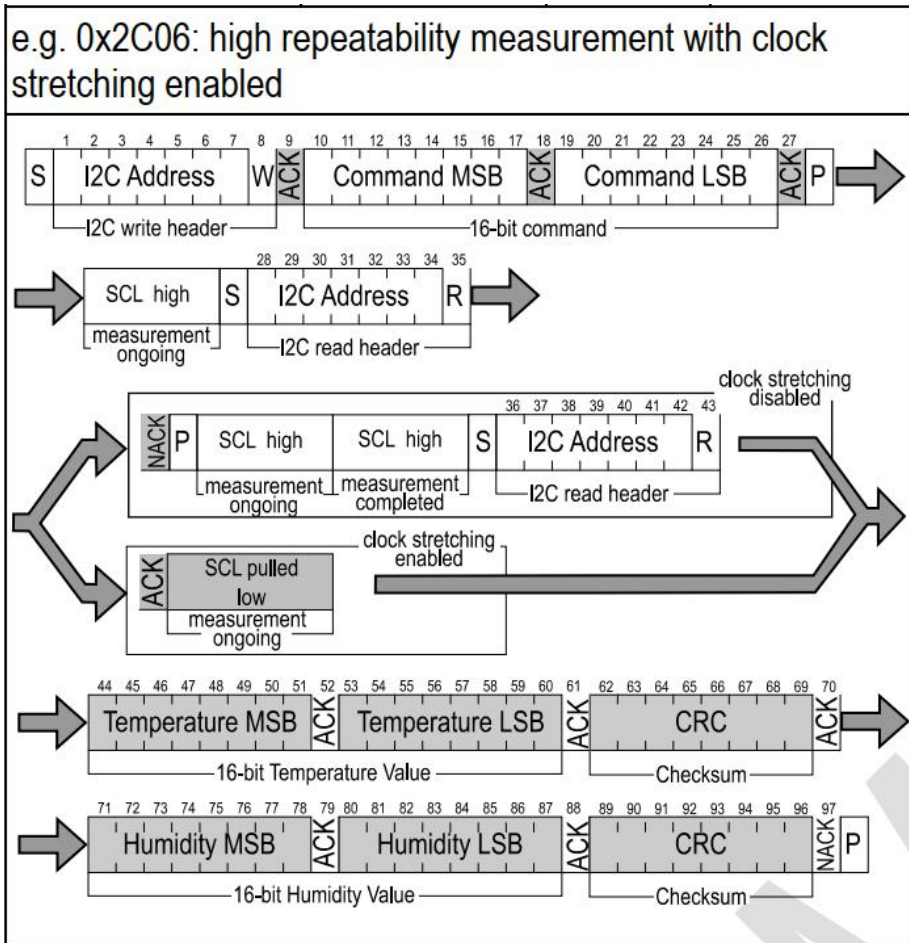 e.g. 0x2C06: high repeatability measurement with clock
stretching enabled
1 2 3 4 5 6 7 8 9 10 11 12 13 14 15 16 17 18 19 20 21 22 23 24 25 26 27
S I2C Address W ACK Command MSB ACK Command LSB ACK P
I2C write header 16-bit command
28 29 30 31 32 33 34 35
SCL high S I2C Address R
measurement ongoing I2C read header
clock stretching
disabled
36 37 38 39 40 41 42 43
NACK P SCL high SCL high S I2C Address R
measurement ongoing measurement completed I2C read header
clock stretching
enabled
ACK SCL pulled low
measurement
ongoing
44 45 46 47 48 49 50 51 52 53 54 55 56 57 58 59 60 61 62 63 64 65 66 67 68 69 70
Temperature MSB ACK Temperature LSB ACK CRC ACK
16-bit Temperature Value Checksum
71 72 73 74 75 76 77 78 79 80 81 82 83 84 85 86 87 88 89 90 91 92 93 94 95 96 97
Humidity MSB ACK Humidity LSB ACK CRC NACK P
16-bit Humidity Value Checksum